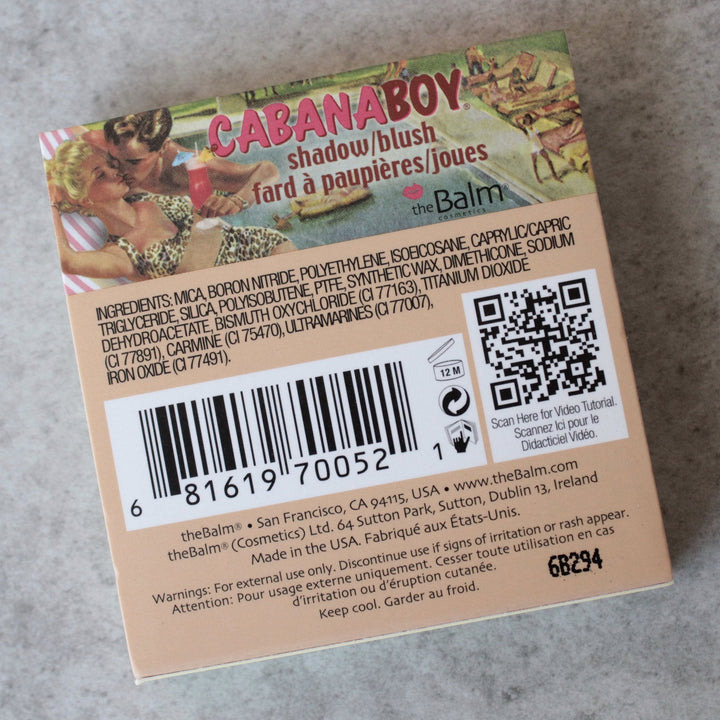 CABANABOY®
shadow/blush
fard à paupières/joues
theBalm®
cosmetics
INGREDIENTS: MICA, BORON NITRIDE, POLYETHYLENE, ISOEICOSANE, CAPRYLIC/CAPRIC
TRIGLYCERIDE, SILICA, POLYISOBUTENE, PTFE, SYNTHETIC WAX, DIMETHICONE, SODIUM
DEHYDROACETATE, BISMUTH OXYCHLORIDE (CI 77163), TITANIUM DIOXIDE
(CI 77891), CARMINE (CI 75470), ULTRAMARINES (CI 77007),
IRON OXIDE (CI 77491).
12 M
Scan Here for Video Tutorial.
Scannez Ici pour le
Didacticiel Vidéo.
6 81619 70052 1
theBalm® • San Francisco, CA 94115, USA • www.theBalm.com
theBalm® (Cosmetics) Ltd. 64 Sutton Park, Sutton, Dublin 13, Ireland
Made in the USA. Fabriqué aux États-Unis.
Warnings: For external use only. Discontinue use if signs of irritation or rash appear.
Attention: Pour usage externe uniquement. Cesser toute utilisation en cas
d'irritation ou d'éruption cutanée.
Keep cool. Garder au froid.
6B294